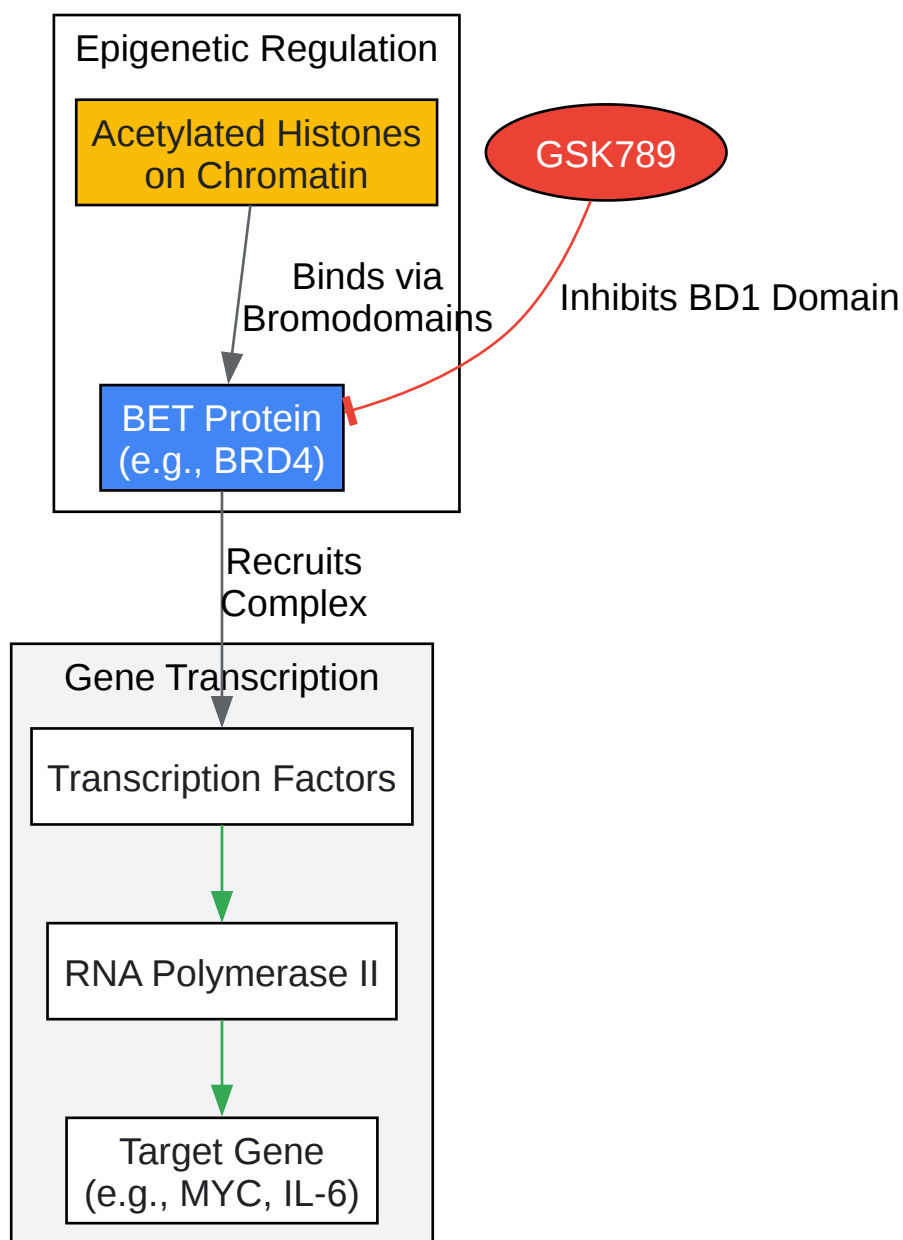 Epigenetic Regulation
Acetylated Histones
on Chromatin
GSK789
Binds via
Bromodomains
Inhibits BD1 Domain
BET Protein
(e.g., BRD4)
Recruits
Complex
Gene Transcription
Transcription Factors
RNA Polymerase II
Target Gene
(e.g., MYC, IL-6)